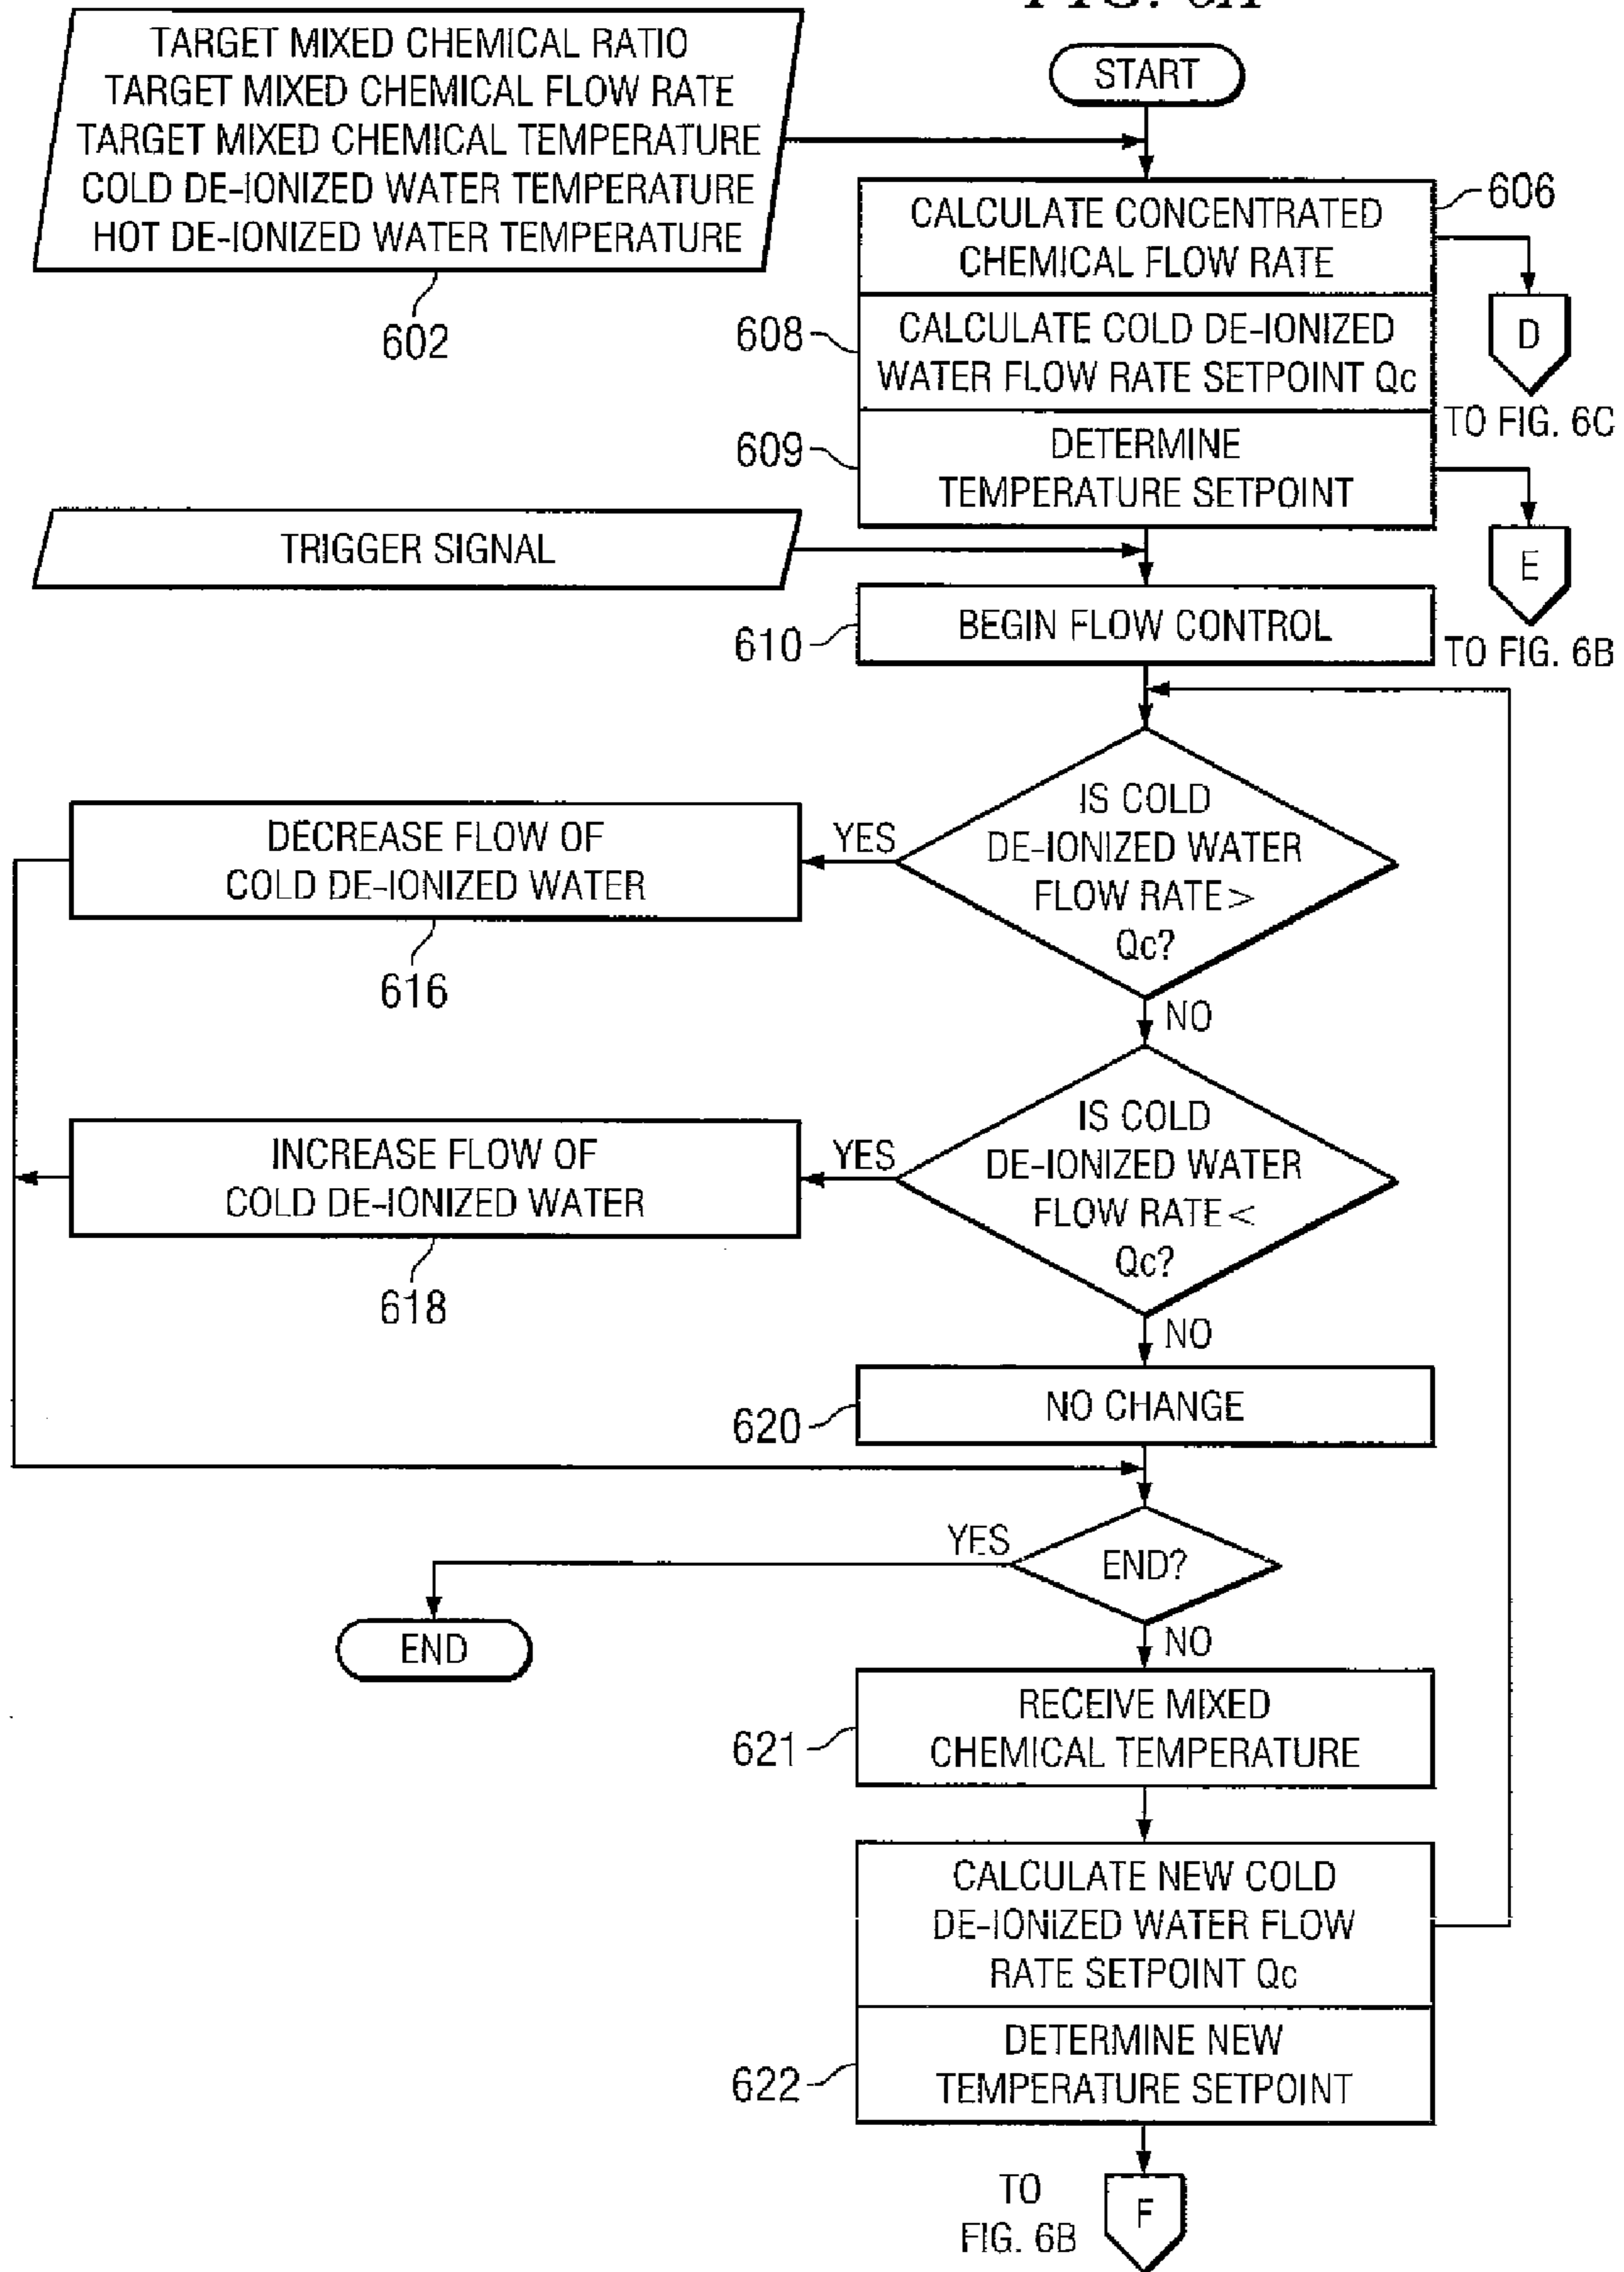 FIG. 6A
TARGET MIXED CHEMICAL RATIO
TARGET MIXED CHEMICAL FLOW RATE
TARGET MIXED CHEMICAL TEMPERATURE
COLD DE-IONIZED WATER TEMPERATURE
HOT DE-IONIZED WATER TEMPERATURE
602
START
CALCULATE CONCENTRATED
CHEMICAL FLOW RATE
606
D
TO FIG. 6C
608
CALCULATE COLD DE-IONIZED
WATER FLOW RATE SETPOINT Qc
609
DETERMINE
TEMPERATURE SETPOINT
E
TO FIG. 6B
TRIGGER SIGNAL
610
BEGIN FLOW CONTROL
IS COLD
DE-IONIZED WATER
FLOW RATE >
Qc?
YES
DECREASE FLOW OF
COLD DE-IONIZED WATER
616
NO
IS COLD
DE-IONIZED WATER
FLOW RATE <
Qc?
YES
INCREASE FLOW OF
COLD DE-IONIZED WATER
618
NO
620
NO CHANGE
END?
YES
END
NO
621
RECEIVE MIXED
CHEMICAL TEMPERATURE
CALCULATE NEW COLD
DE-IONIZED WATER FLOW
RATE SETPOINT Qc
622
DETERMINE NEW
TEMPERATURE SETPOINT
TO
FIG. 6B
F